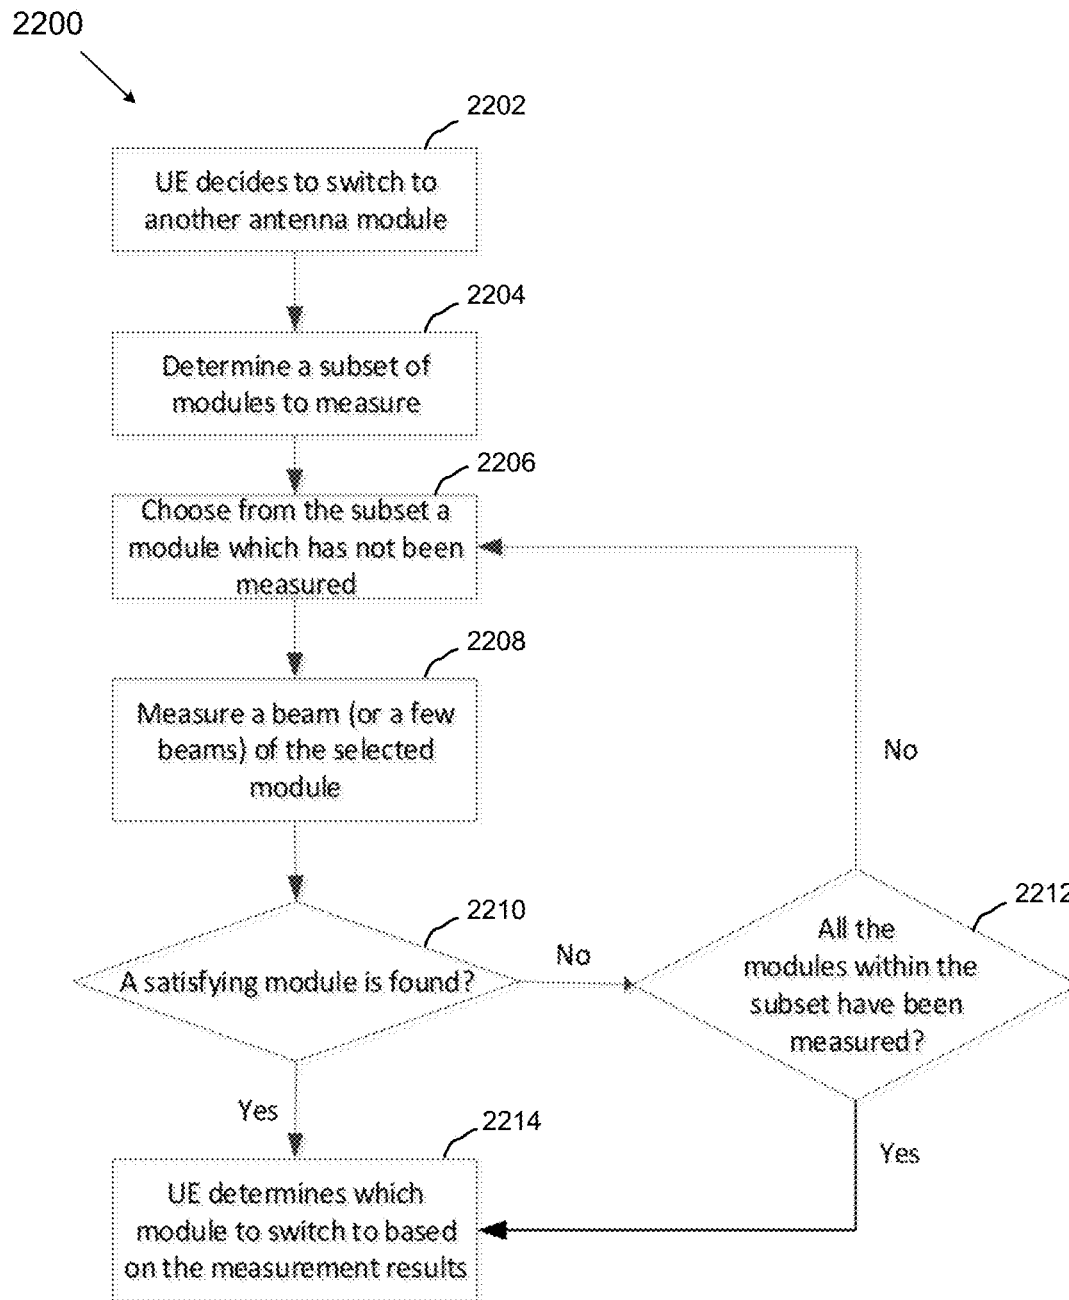 2200
2202
UE decides to switch to
another antenna module
2204
Determine a subset of
modules to measure
2206
Choose from the subset a
module which has not been
measured
2208
Measure a beam (or a few
beams) of the selected
module
No
2210
A satisfying module is found?
No
2212
All the
modules within the
subset have been
measured?
Yes
2214
Yes
UE determines which
module to switch to based
on the measurement results